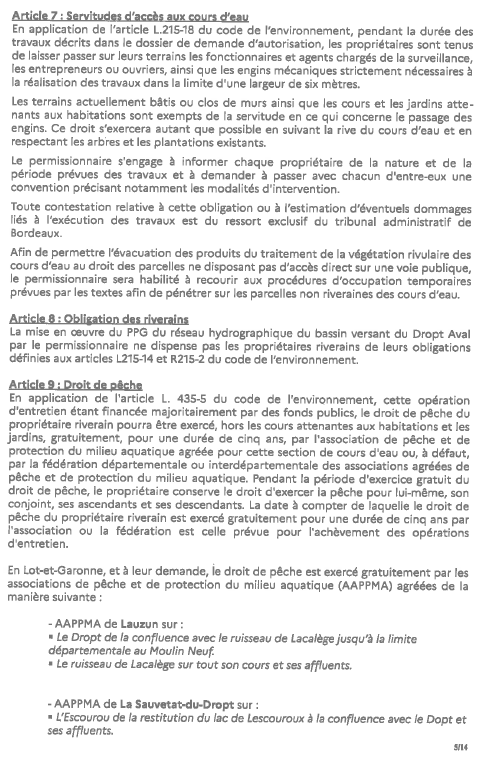 Article 7 : Servitudes d'accès aux cours d'eau
En application de l'article L.215-18 du code de l'environnement, pendant la durée des
travaux décrits dans le dossier de demande d'autorisation, les propriétaires sont tenus
de laisser passer sur leurs terrains les fonctionnaires et agents chargés de la surveillance,
les entrepreneurs ou ouvriers, ainsi que les engins mécaniques strictement nécessaires à
la réalisation des travaux dans la limite d'une largeur de six mètres.
Les terrains actuellement bâtis ou clos de murs ainsi que les cours et les jardins atte-
nants aux habitations sont exempts de la servitude en ce qui concerne le passage des
engins. Ce droit s'exercera autant que possible en suivant la rive du cours d'eau et en
respectant les arbres et les plantations existants.
Le permissionnaire s'engage à informer chaque propriétaire de la nature et de la
période prévues des travaux et à demander à passer avec chacun d'entre-eux une
convention précisant notamment les modalités d'intervention.
Toute contestation relative à cette obligation ou à l'estimation d'éventuels dommages
liés à l'exécution des travaux est du ressort exclusif du tribunal administratif de
Bordeaux.
Afin de permettre l'évacuation des produits du traitement de la végétation rivulaire des
cours d'eau au droit des parcelles ne disposant pas d'accès direct sur une voie publique,
le permissionnaire sera habilité à recourir aux procédures d'occupation temporaires
prévues par les textes afin de pénétrer sur les parcelles non riveraines des cours d'eau.
Article 8 : Obligation des riverains
La mise en œuvre du PPG du réseau hydrographique du bassin versant du Dropt Aval
par le permissionnaire ne dispense pas les propriétaires riverains de leurs obligations
définies aux articles L215-14 et R215-2 du code de l'environnement.
Article 9 : Droit de pêche
En application de l'article L. 435-5 du code de l'environnement, cette opération
d'entretien étant financée majoritairement par des fonds publics, le droit de pêche du
propriétaire riverain pourra être exercé, hors les cours attenantes aux habitations et les
jardins, gratuitement, pour une durée de cinq ans, par l'association de pêche et de
protection du milieu aquatique agréée pour cette section de cours d'eau ou, à défaut,
par la fédération départementale ou interdépartementale des associations agréées de
pêche et de protection du milieu aquatique. Pendant la période d'exercice gratuit du
droit de pêche, le propriétaire conserve le droit d'exercer la pêche pour lui-même, son
conjoint, ses ascendants et ses descendants. La date à compter de laquelle le droit de
pêche du propriétaire riverain est exercé gratuitement pour une durée de cinq ans par
l'association ou la fédération est celle prévue pour l'achèvement des opérations
d'entretien.
En Lot-et-Garonne, et à leur demande, le droit de pêche est exercé gratuitement par les
associations de pêche et de protection du milieu aquatique (AAPPMA) agréées de la
manière suivante :
- AAPPMA de Lauzun sur :
▪ Le Dropt de la confluence avec le ruisseau de Lacalège jusqu'à la limite
départementale au Moulin Neuf.
▪ Le ruisseau de Lacalège sur tout son cours et ses affluents.
- AAPPMA de La Sauvetat-du-Dropt sur :
▪ L'Escourou de la restitution du lac de Lescouroux à la confluence avec le Dopt et
ses affluents.
5/14